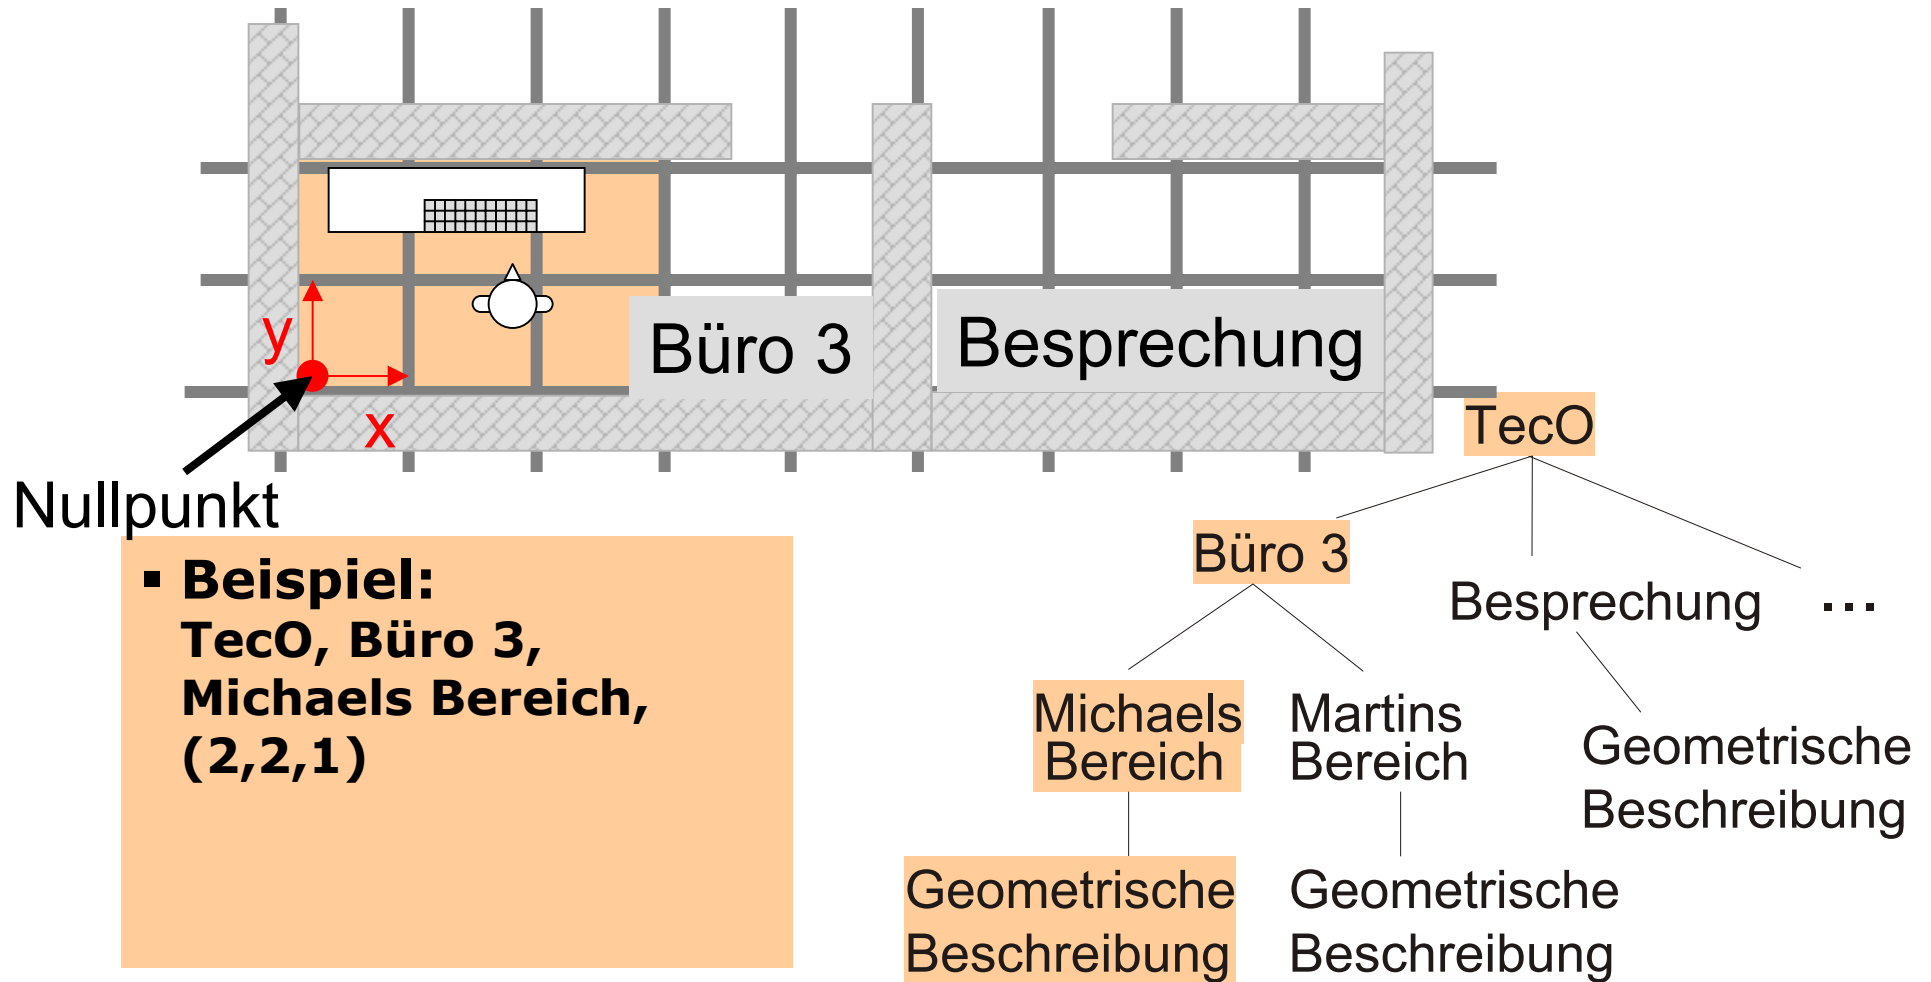 y
x
Büro 3
Besprechung
Nullpunkt
▪ Beispiel:
TecO, Büro 3,
Michaels Bereich,
(2,2,1)
TecO
Büro 3
Besprechung
...
Michaels
Bereich
Martins
Bereich
Geometrische
Beschreibung
Geometrische
Beschreibung
Geometrische
Beschreibung